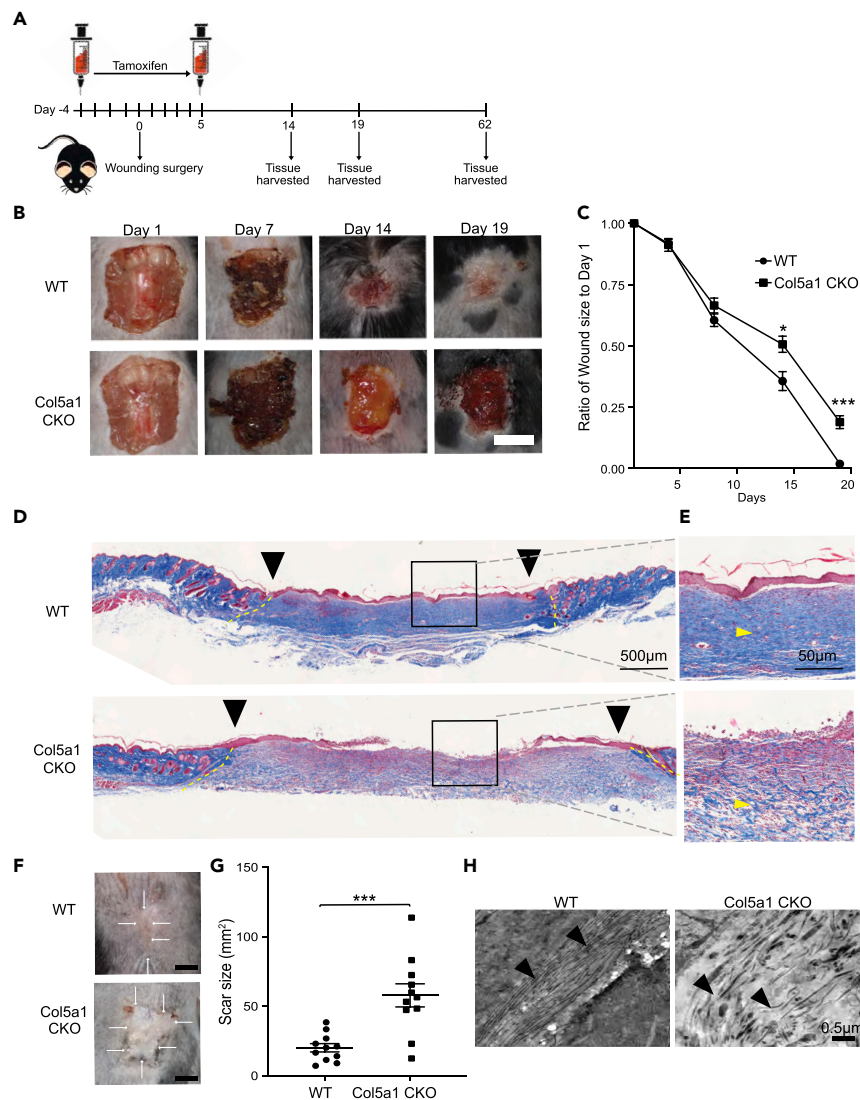 A
Tamoxifen
Day -4
0
5
14
19
62
Wounding surgery
Tissue
harvested
Tissue
harvested
Tissue
harvested
B
Day 1
Day 7
Day 14
Day 19
WT
Col5a1
CKO
C
Ratio of Wound size to Day 1
1.00
0.75
0.50
0.25
0.00
5
10
15
20
Days
WT
Col5a1 CKO
*
***
D
WT
500µm
Col5a1
CKO
E
50µm
F
WT
Col5a1
CKO
G
Scar size (mm²)
150
100
50
0
***
WT
Col5a1 CKO
H
WT
Col5a1 CKO
0.5µm